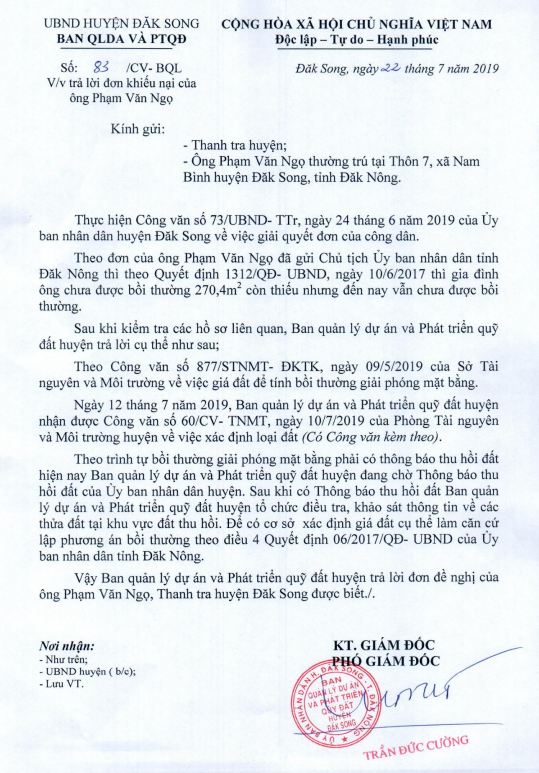 UBND HUYỆN ĐĂK SONG
BAN QLDA VÀ PTQĐ
CỘNG HÒA XÃ HỘI CHỦ NGHĨA VIỆT NAM
Độc lập – Tự do – Hạnh phúc
Số: 83 /CV- BQL
V/v trả lời đơn khiếu nại của
ông Phạm Văn Ngọ
Đăk Song, ngày 22 tháng 7 năm 2019
Kính gửi:
- Thanh tra huyện;
- Ông Phạm Văn Ngọ thường trú tại Thôn 7, xã Nam
Bình huyện Đăk Song, tỉnh Đăk Nông.
Thực hiện Công văn số 73/UBND- TTr, ngày 24 tháng 6 năm 2019 của Ủy
ban nhân dân huyện Đăk Song về việc giải quyết đơn của công dân.
Theo đơn của ông Phạm Văn Ngọ đã gửi Chủ tịch Ủy ban nhân dân tỉnh
Đăk Nông thì theo Quyết định 1312/QĐ- UBND, ngày 10/6/2017 thì gia đình
ông chưa được bồi thường 270,4m² còn thiếu nhưng đến nay vẫn chưa được bồi
thường.
Sau khi kiểm tra các hồ sơ liên quan, Ban quản lý dự án và Phát triển quỹ
đất huyện trả lời cụ thể như sau;
Theo Công văn số 877/STNMT- ĐKTK, ngày 09/5/2019 của Sở Tài
nguyên và Môi trường về việc giá đất để tính bồi thường giải phóng mặt bằng.
Ngày 12 tháng 7 năm 2019, Ban quản lý dự án và Phát triển quỹ đất huyện
nhận được Công văn số 60/CV- TNMT, ngày 10/7/2019 của Phòng Tài nguyên
và Môi trường huyện về việc xác định loại đất (Có Công văn kèm theo).
Theo trình tự bồi thường giải phóng mặt bằng phải có thông báo thu hồi đất
hiện nay Ban quản lý dự án và Phát triển quỹ đất huyện đang chờ Thông báo thu
hồi đất của Ủy ban nhân dân huyện. Sau khi có Thông báo thu hồi đất Ban quản
lý dự án và Phát triển quỹ đất huyện tổ chức điều tra, khảo sát thông tin về các
thửa đất tại khu vực đất thu hồi. Để có cơ sở xác định giá đất cụ thể làm căn cứ
lập phương án bồi thường theo điều 4 Quyết định 06/2017/QĐ- UBND của Ủy
ban nhân dân tỉnh Đăk Nông.
Vậy Ban quản lý dự án và Phát triển quỹ đất huyện trả lời đơn đề nghị của
ông Phạm Văn Ngọ, Thanh tra huyện Đăk Song được biết./.
Nơi nhận:
- Như trên;
- UBND huyện ( b/c);
- Lưu VT.
KT. GIÁM ĐỐC
PHÓ GIÁM ĐỐC
ỦY BAN NHÂN DÂN H. ĐĂK SONG - T. ĐĂK NÔNG
BAN
QUẢN LÝ DỰ ÁN
VÀ PHÁT TRIỂN
QUỸ ĐẤT
HUYỆN
ĐĂK SONG
TRẦN ĐỨC CƯỜNG